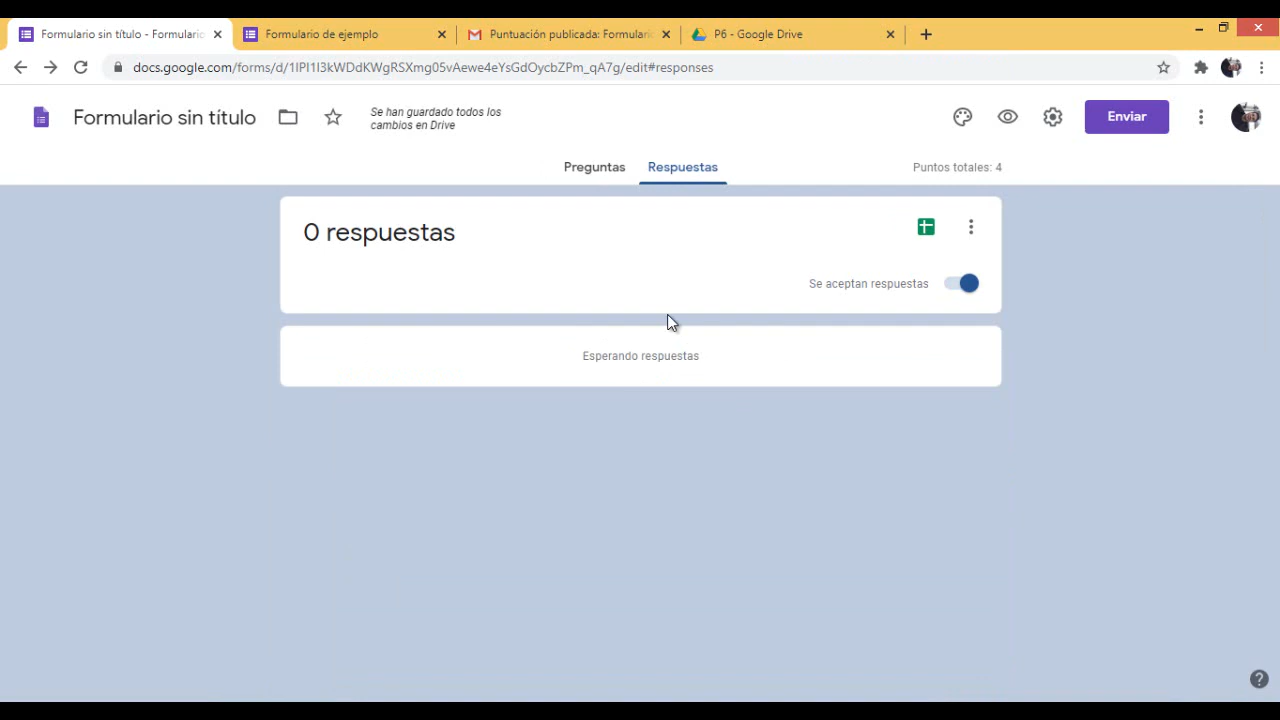 Formulario sin título - Formulario
Formulario de ejemplo
Puntuación publicada: Formulari
P6 - Google Drive
docs.google.com/forms/d/1IPI1I3kWDdKWgRSXmg05vAewe4eYsGdOycbZPm_qA7g/edit#responses
Formulario sin título
Se han guardado todos los
cambios en Drive
Enviar
Preguntas
Respuestas
Puntos totales: 4
0 respuestas
Se aceptan respuestas
Esperando respuestas